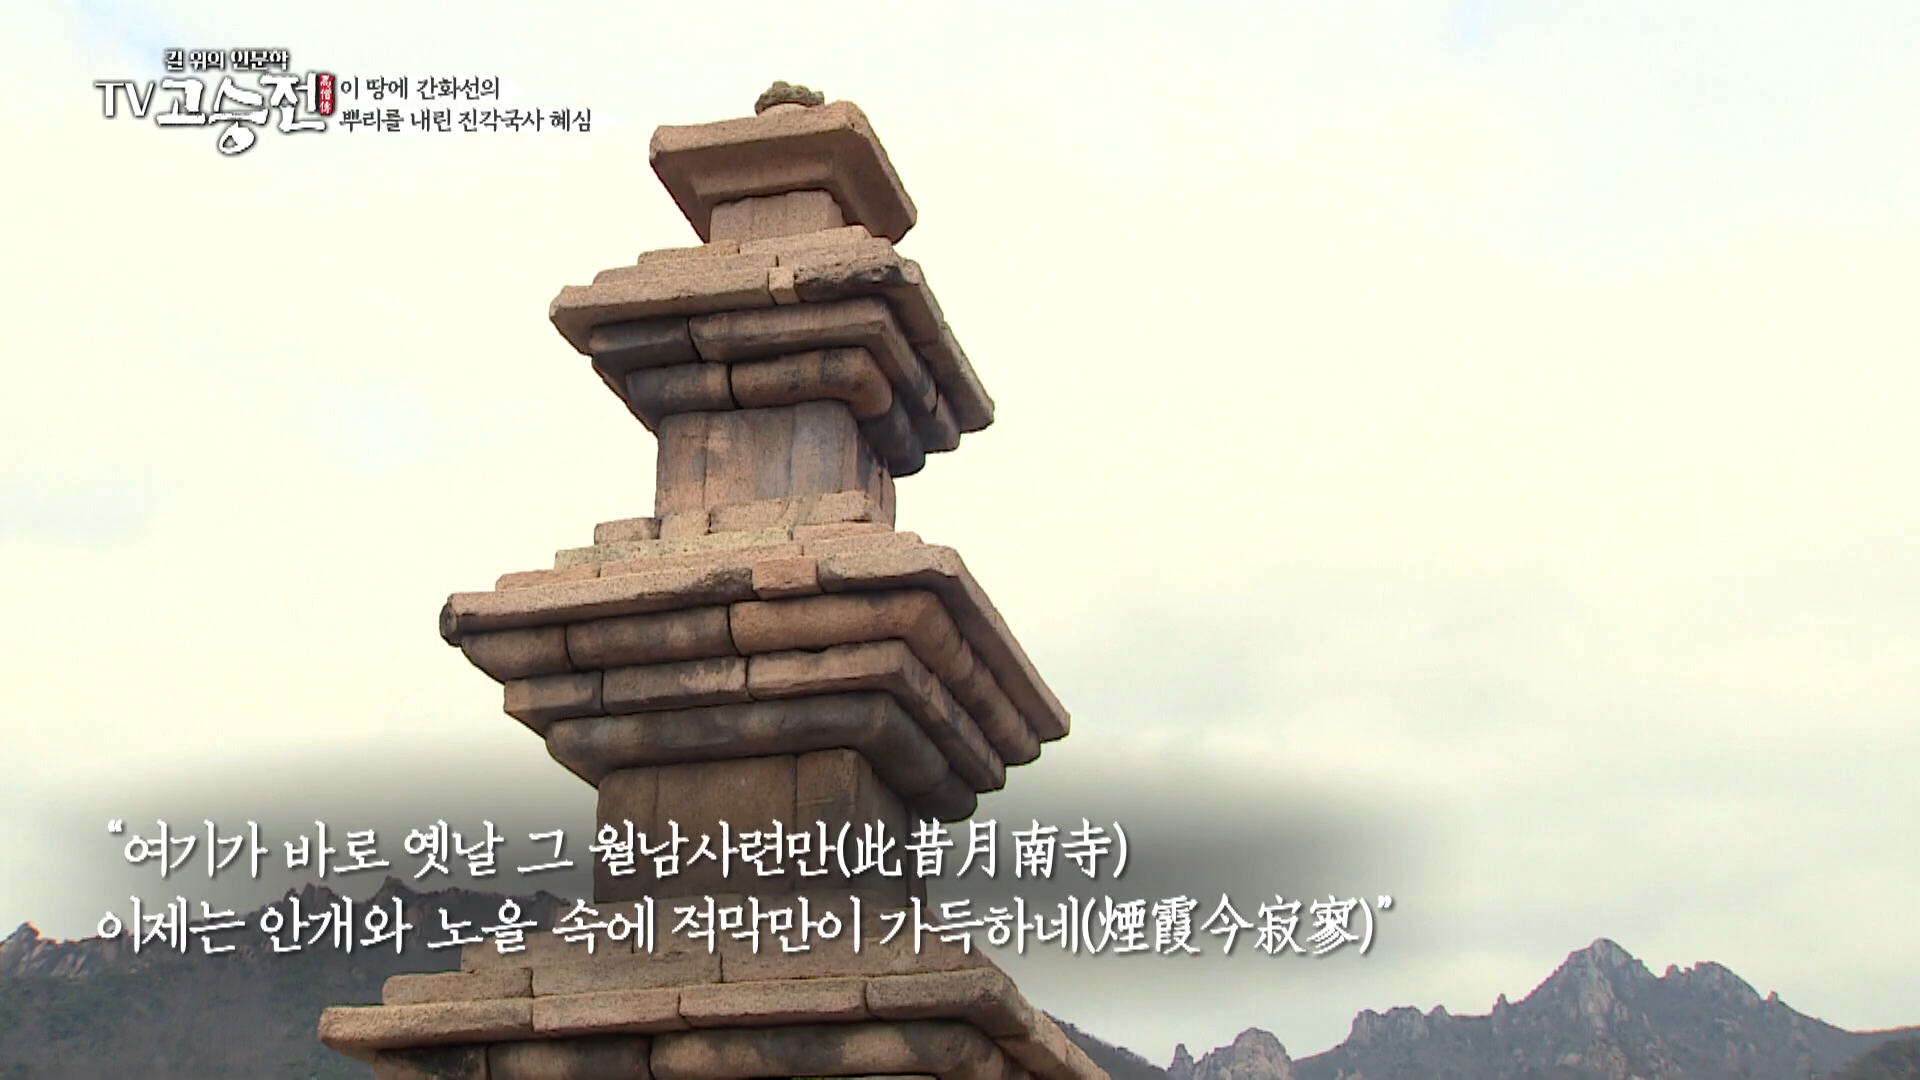 길 위의 인문학
TV고승전
高僧傳
이 땅에 간화선의
뿌리를 내린 진각국사 혜심
“여기가 바로 옛날 그 월남사련만(此昔月南寺)
이제는 안개와 노을 속에 적막만이 가득하네(煙霞今寂寥)”